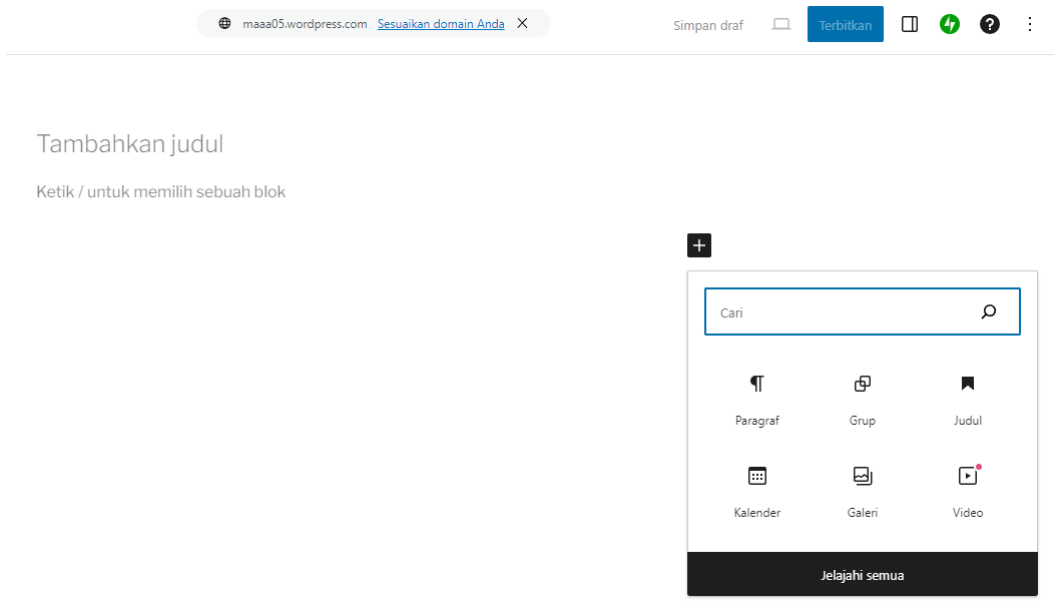 maaa05.wordpress.com Sesuaikan domain Anda
Simpan draf
Terbitkan
Tambahkan judul
Ketik / untuk memilih sebuah blok
Cari
Paragraf
Grup
Judul
Kalender
Galeri
Video
Jelajahi semua